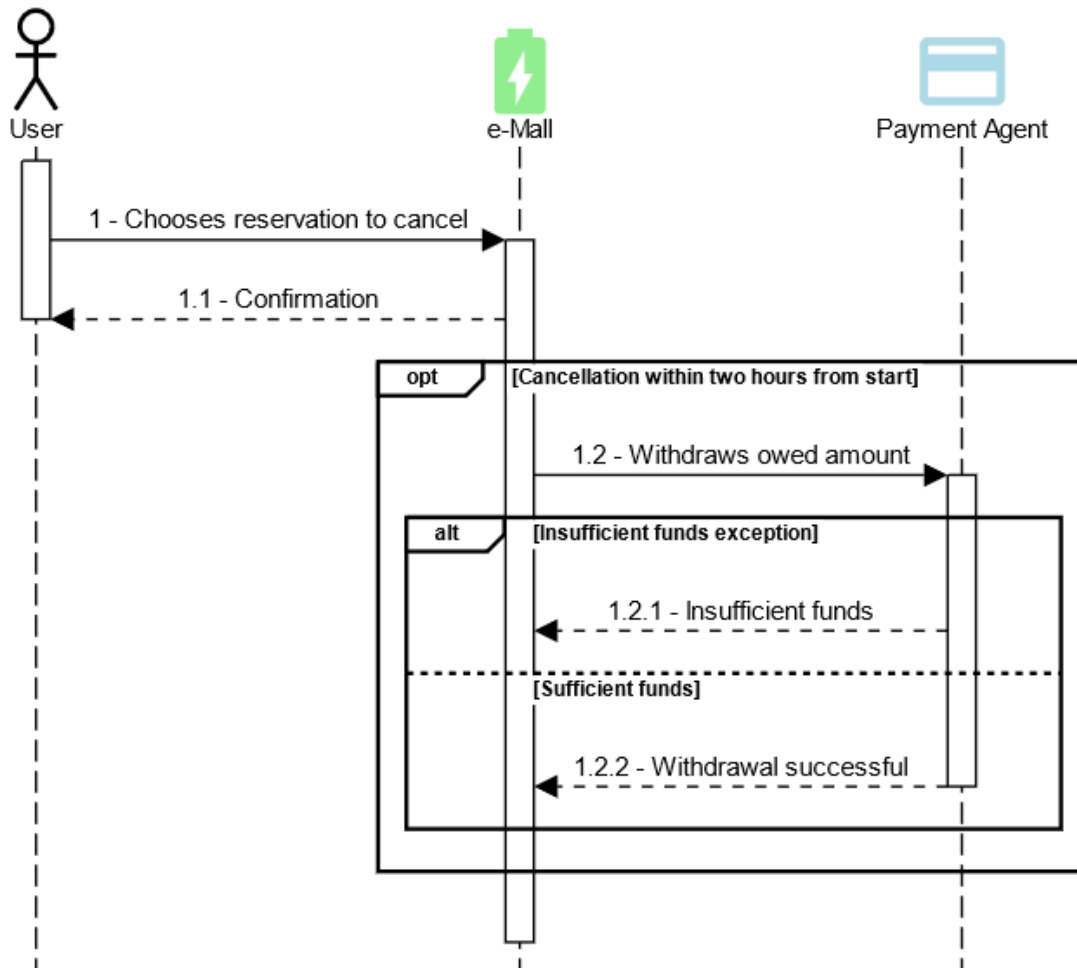 User
e-Mall
Payment Agent
1 - Chooses reservation to cancel
1.1 - Confirmation
opt
[Cancellation within two hours from start]
1.2 - Withdraws owed amount
alt
[Insufficient funds exception]
1.2.1 - Insufficient funds
[Sufficient funds]
1.2.2 - Withdrawal successful